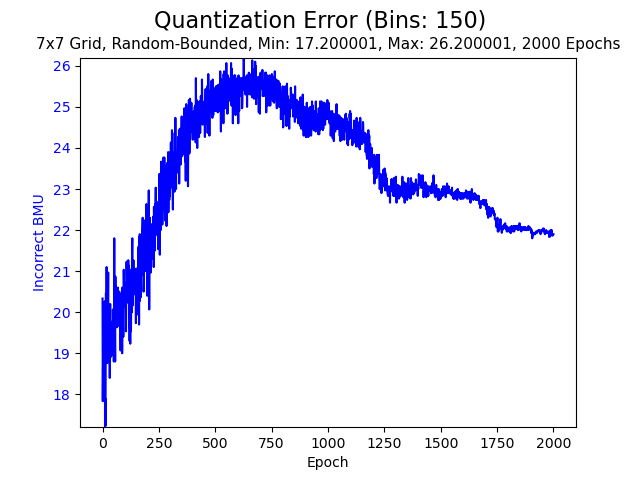 Quantization Error (Bins: 150)
7x7 Grid, Random-Bounded, Min: 17.200001, Max: 26.200001, 2000 Epochs
26
25
24
23
22
21
20
19
18
Incorrect BMU
0 250 500 750 1000 1250 1500 1750 2000
Epoch